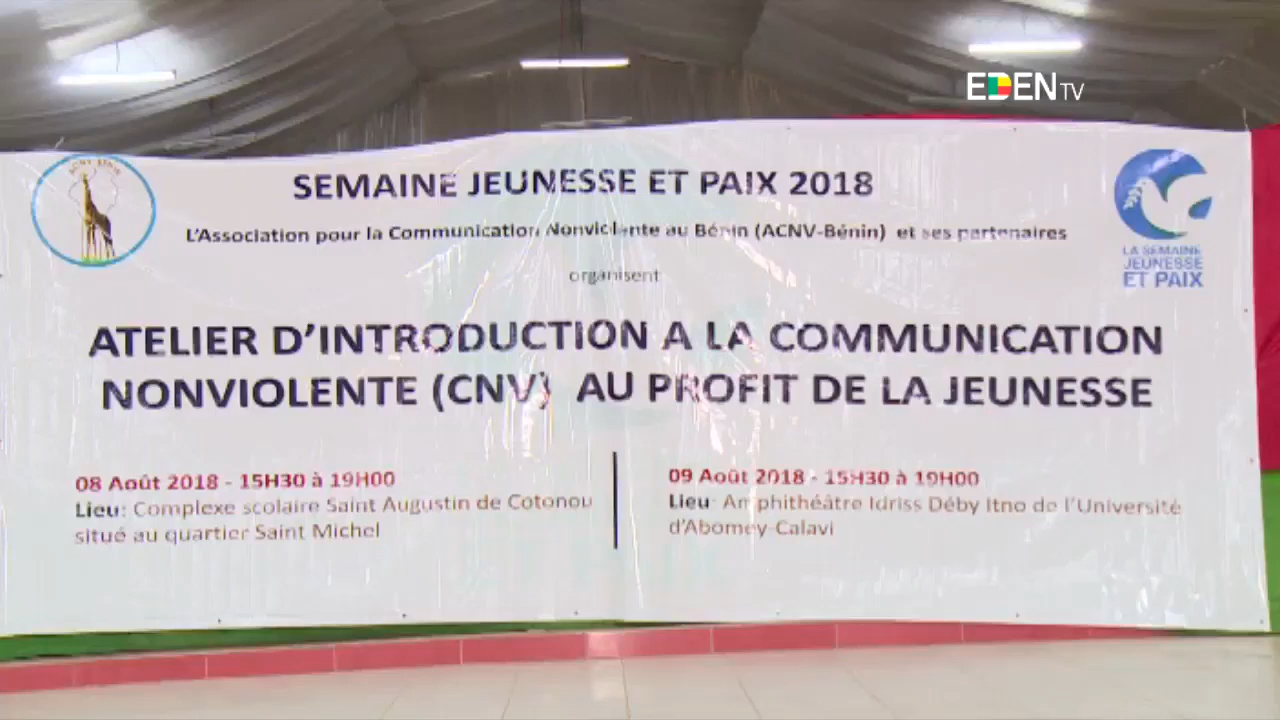 EDENTV
ACNV-BENIN
SEMAINE JEUNESSE ET PAIX 2018
L'Association pour la Communication Nonviolente au Bénin (ACNV-Bénin) et ses partenaires
organisent
LA SEMAINE
JEUNESSE
ET PAIX
ATELIER D'INTRODUCTION A LA COMMUNICATION
NONVIOLENTE (CNV) AU PROFIT DE LA JEUNESSE
08 Août 2018 - 15H30 à 19H00
Lieu: Complexe scolaire Saint Augustin de Cotonou
situé au quartier Saint Michel
09 Août 2018 - 15H30 à 19H00
Lieu: Amphithéâtre Idriss Déby Itno de l'Université
d'Abomey-Calavi